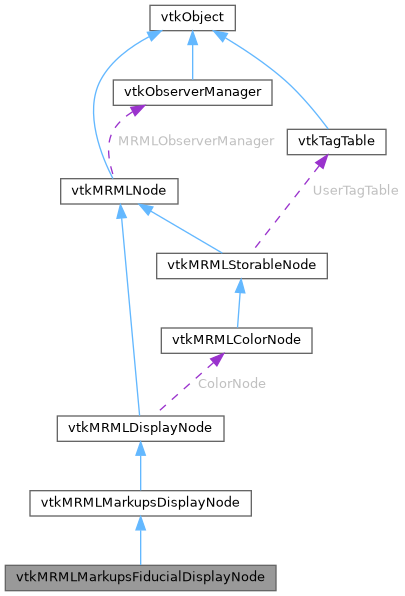 vtkObject
vtkObserverManager
MRMLObserverManager
vtkTagTable
vtkMRMLNode
UserTagTable
vtkMRMLStorableNode
vtkMRMLColorNode
ColorNode
vtkMRMLDisplayNode
vtkMRMLMarkupsDisplayNode
vtkMRMLMarkupsFiducialDisplayNode